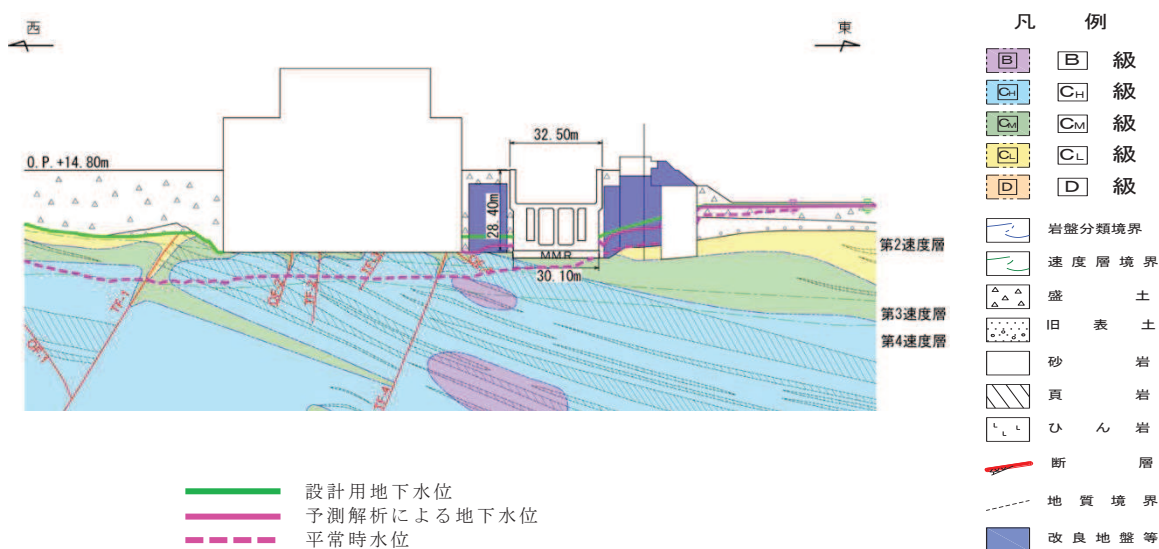 西
東
O.P.+14.80m
32.50m
28.40m
MMR
30.10m
第2速度層
第3速度層
第4速度層
TF-1
OF-1
OF-2
TF-4
設計用地下水位
予測解析による地下水位
平常時水位
凡 例
B B 級
CH CH 級
CM CM 級
CL CL 級
D D 級
岩盤分類境界
速度層境界
盛 土
旧 表 土
砂 岩
頁 岩
ひ ん 岩
断 層
地 質 境 界
改 良 地 盤 等